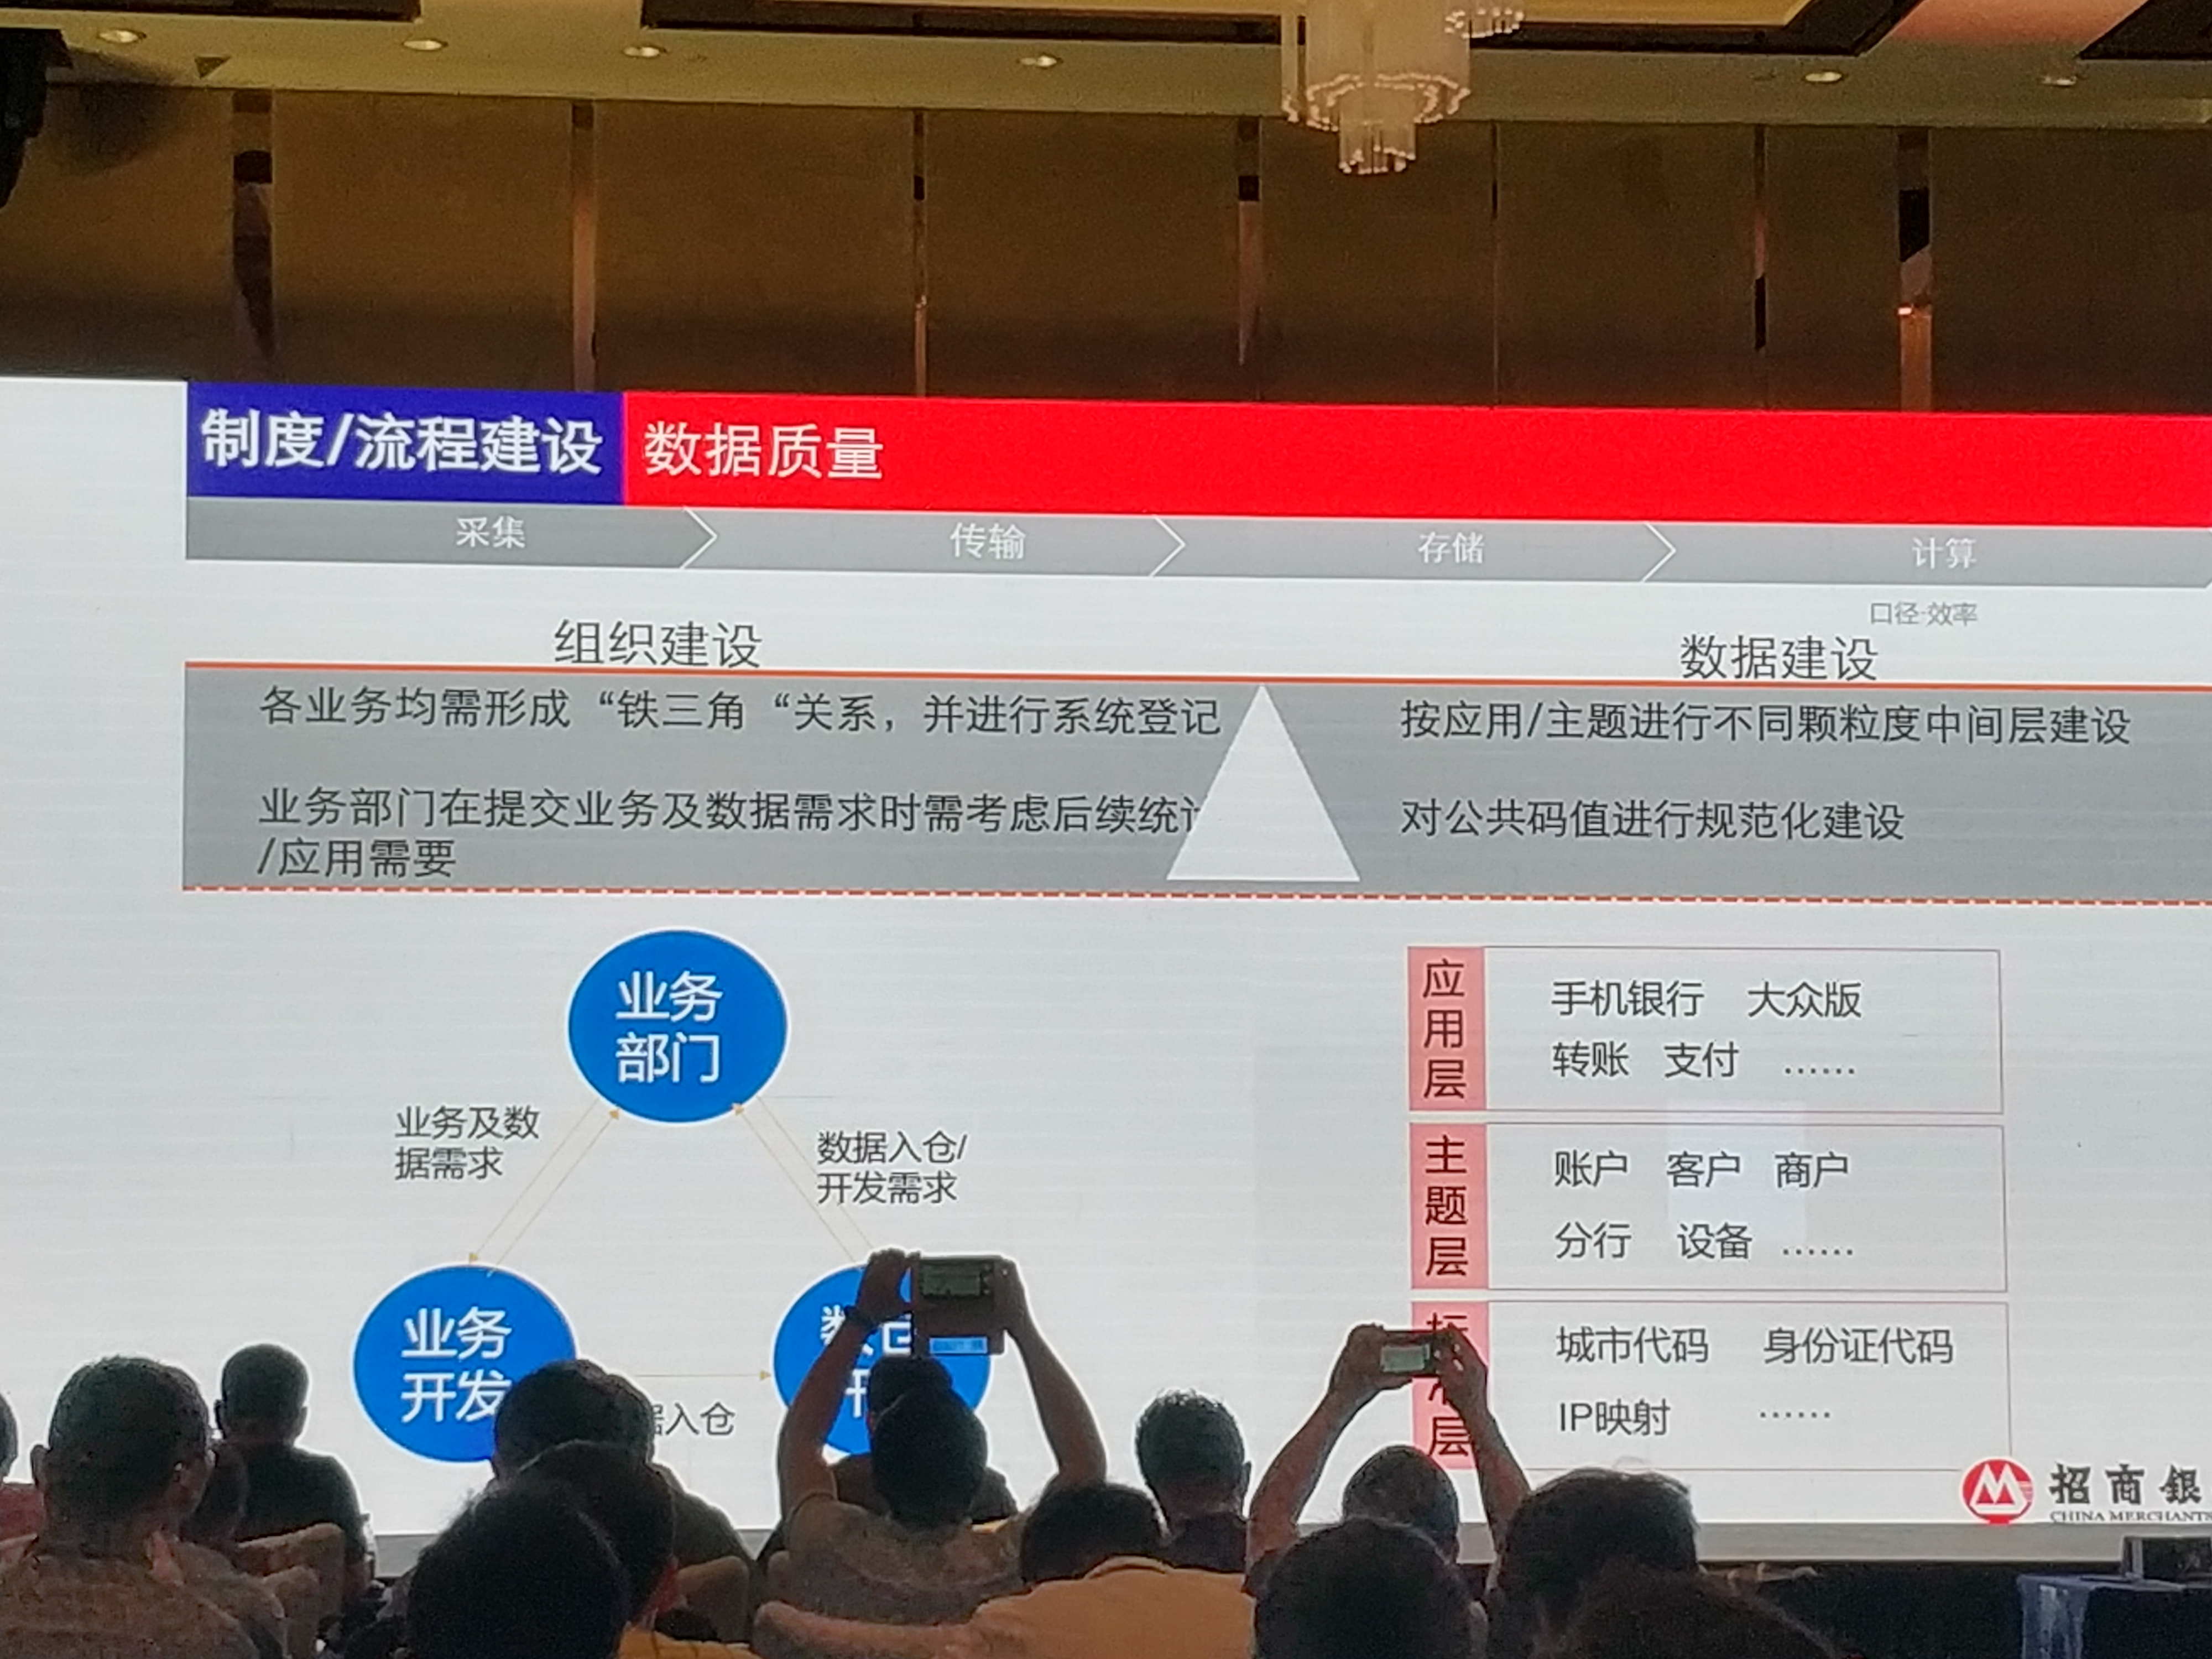 制度/流程建设 数据质量
采集 传输 存储 计算
口径·效率
组织建设
各业务均需形成“铁三角“关系，并进行系统登记
业务部门在提交业务及数据需求时需考虑后续统
/应用需要
数据建设
按应用/主题进行不同颗粒度中间层建设
对公共码值进行规范化建设
业务
部门
业务及数
据需求
数据入仓/
开发需求
业务
开发
入仓
应用层
手机银行 大众版
转账 支付 ……
主题层
账户 客户 商户
分行 设备 ……
层
城市代码 身份证代码
IP映射 ……
招商银
CHINA MERCHANTS